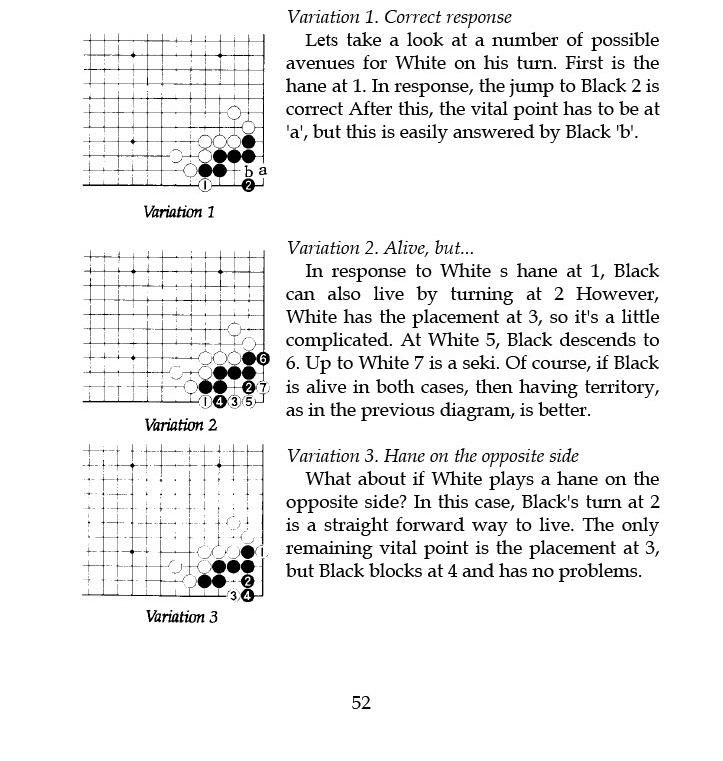 Variation 1. Correct response
Lets take a look at a number of possible
avenues for White on his turn. First is the
hane at 1. In response, the jump to Black 2 is
correct After this, the vital point has to be at
'a', but this is easily answered by Black 'b'.
b a
1 2
Variation 1
Variation 2. Alive, but...
In response to White s hane at 1, Black
can also live by turning at 2 However,
White has the placement at 3, so it's a little
complicated. At White 5, Black descends to
6. Up to White 7 is a seki. Of course, if Black
is alive in both cases, then having territory,
as in the previous diagram, is better.
6
2 7
1 4 3 5
Variation 2
Variation 3. Hane on the opposite side
What about if White plays a hane on the
opposite side? In this case, Black's turn at 2
is a straight forward way to live. The only
remaining vital point is the placement at 3,
but Black blocks at 4 and has no problems.
1
2
3 4
Variation 3
52